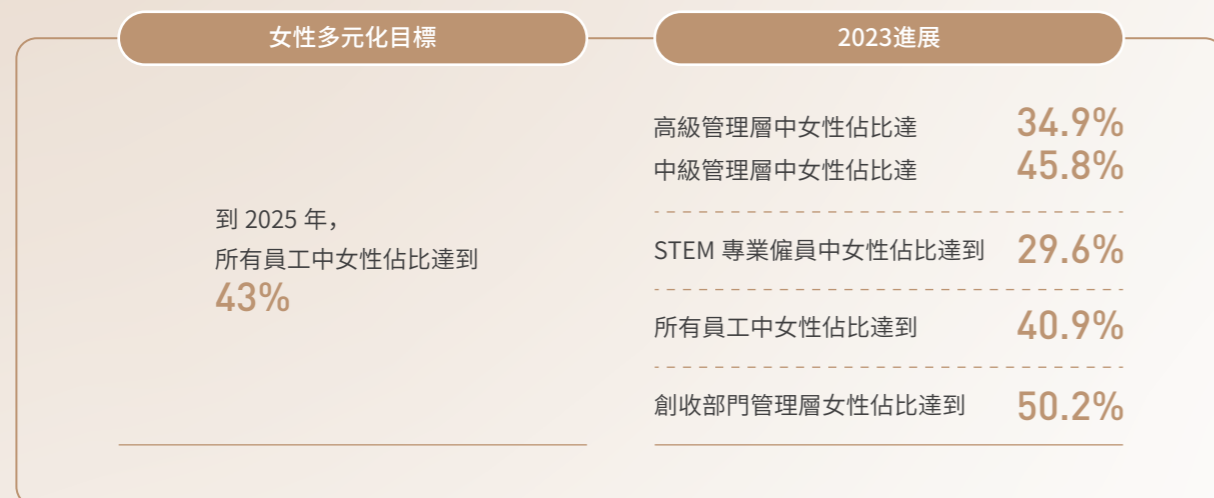 女性多元化目標
到 2025 年，
所有員工中女性佔比達到
43%
2023進展
高級管理層中女性佔比達 34.9%
中級管理層中女性佔比達 45.8%
STEM 專業僱員中女性佔比達到 29.6%
所有員工中女性佔比達到 40.9%
創收部門管理層女性佔比達到 50.2%